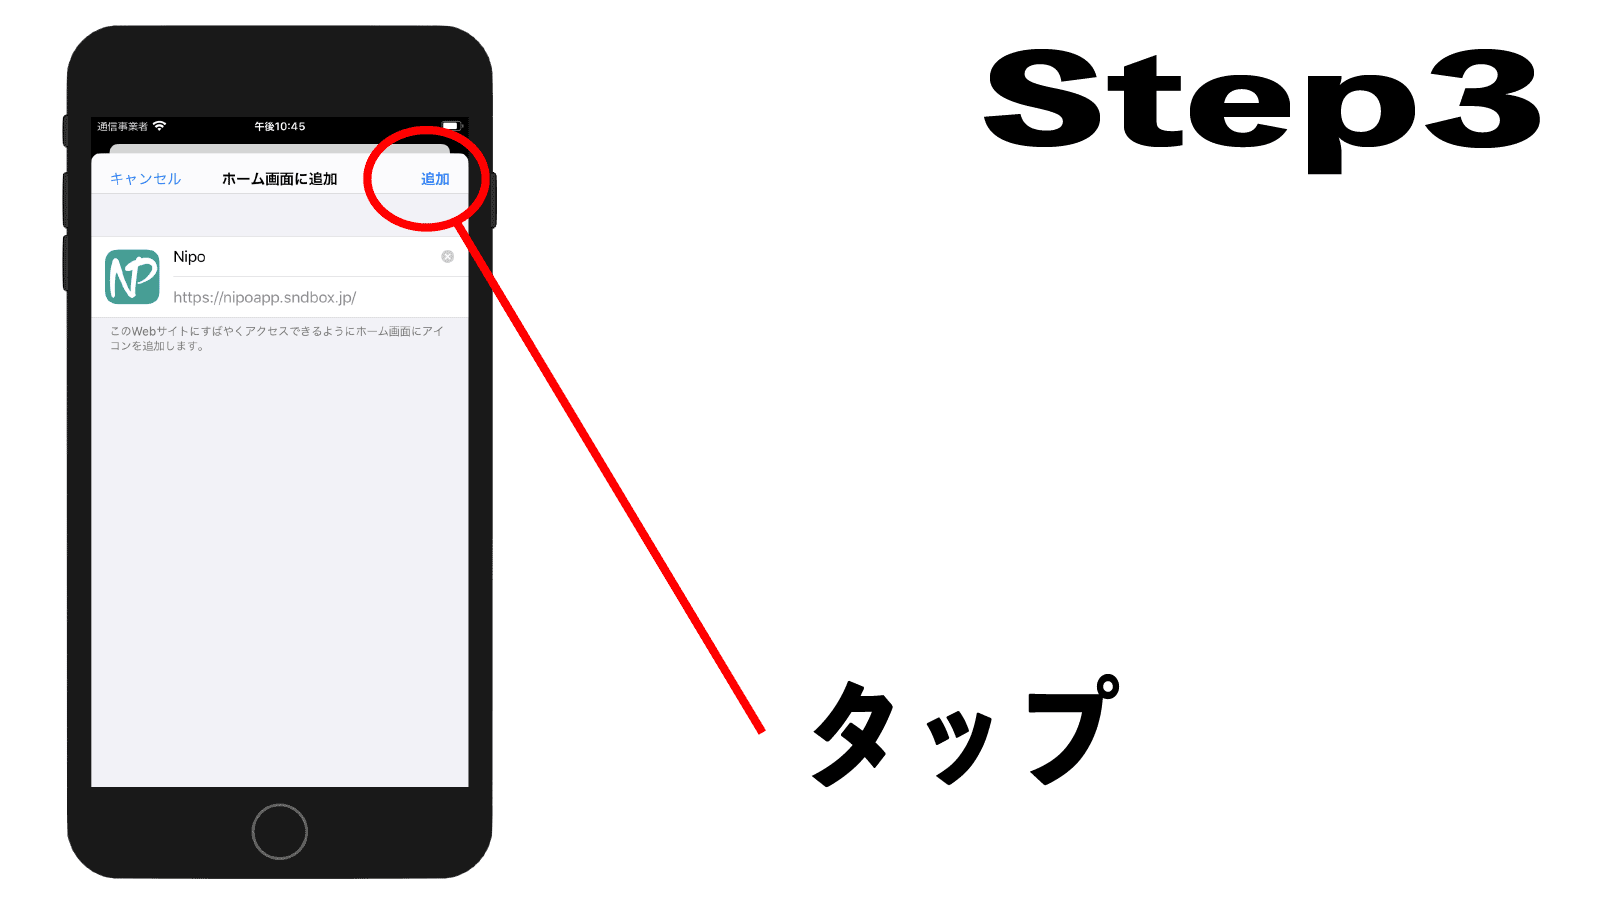 Step3
通信事業者 午後10:45
キャンセル ホーム画面に追加 追加
NP
Nipo
https://nipoapp.sndbox.jp/
このWebサイトにすばやくアクセスできるようにホーム画面にアイ
コンを追加します。
タップ